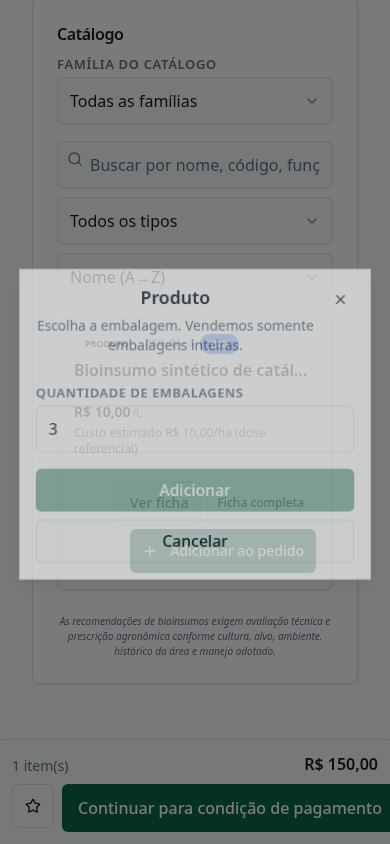 Catálogo
FAMÍLIA DO CATÁLOGO
Todas as famílias
Buscar por nome, código, funç
Todos os tipos
Nome (A→Z)
Produto
Escolha a embalagem. Vendemos somente
embalagens inteiras.
PRODUTO
Bioinsumo sintético de catál...
QUANTIDADE DE EMBALAGENS
R$ 10,00 /L
3
Custo estimado R$ 10,00/ha (dose
referencial)
Adicionar
Ver ficha
Ficha completa
Cancelar
Adicionar ao pedido
As recomendações de bioinsumos exigem avaliação técnica e
prescrição agronômica conforme cultura, alvo, ambiente,
histórico da área e manejo adotado.
1 item(s)
R$ 150,00
Continuar para condição de pagamento